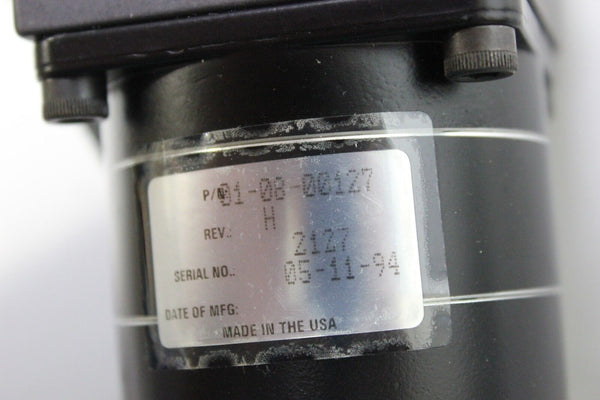 P/N 01-08-00127
REV.: H
SERIAL NO.. 2127
DATE OF MFG: 05-11-94
MADE IN THE USA